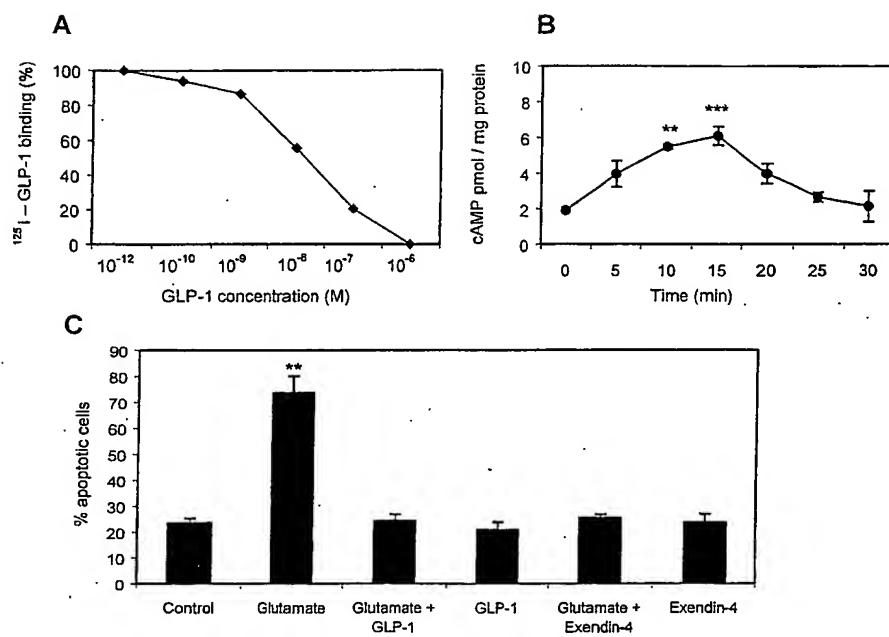 A
¹²⁵I – GLP-1 binding (%)
100
80
60
40
20
0
10⁻¹²
10⁻¹⁰
10⁻⁹
10⁻⁸
10⁻⁷
10⁻⁶
GLP-1 concentration (M)
B
cAMP pmol / mg protein
10
8
6
4
2
0
**
***
0
5
10
15
20
25
30
Time (min)
C
% apoptotic cells
90
80
70
60
50
40
30
20
10
0
**
Control
Glutamate
Glutamate +
GLP-1
GLP-1
Glutamate +
Exendin-4
Exendin-4